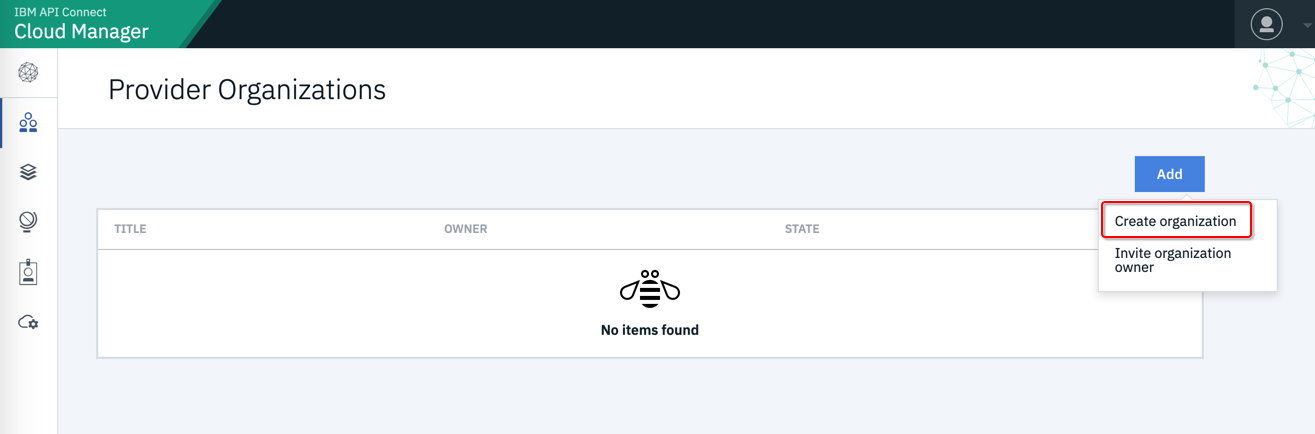 IBM API Connect
Cloud Manager
Provider Organizations
Add
Create organization
Invite organization
owner
TITLE OWNER STATE
No items found